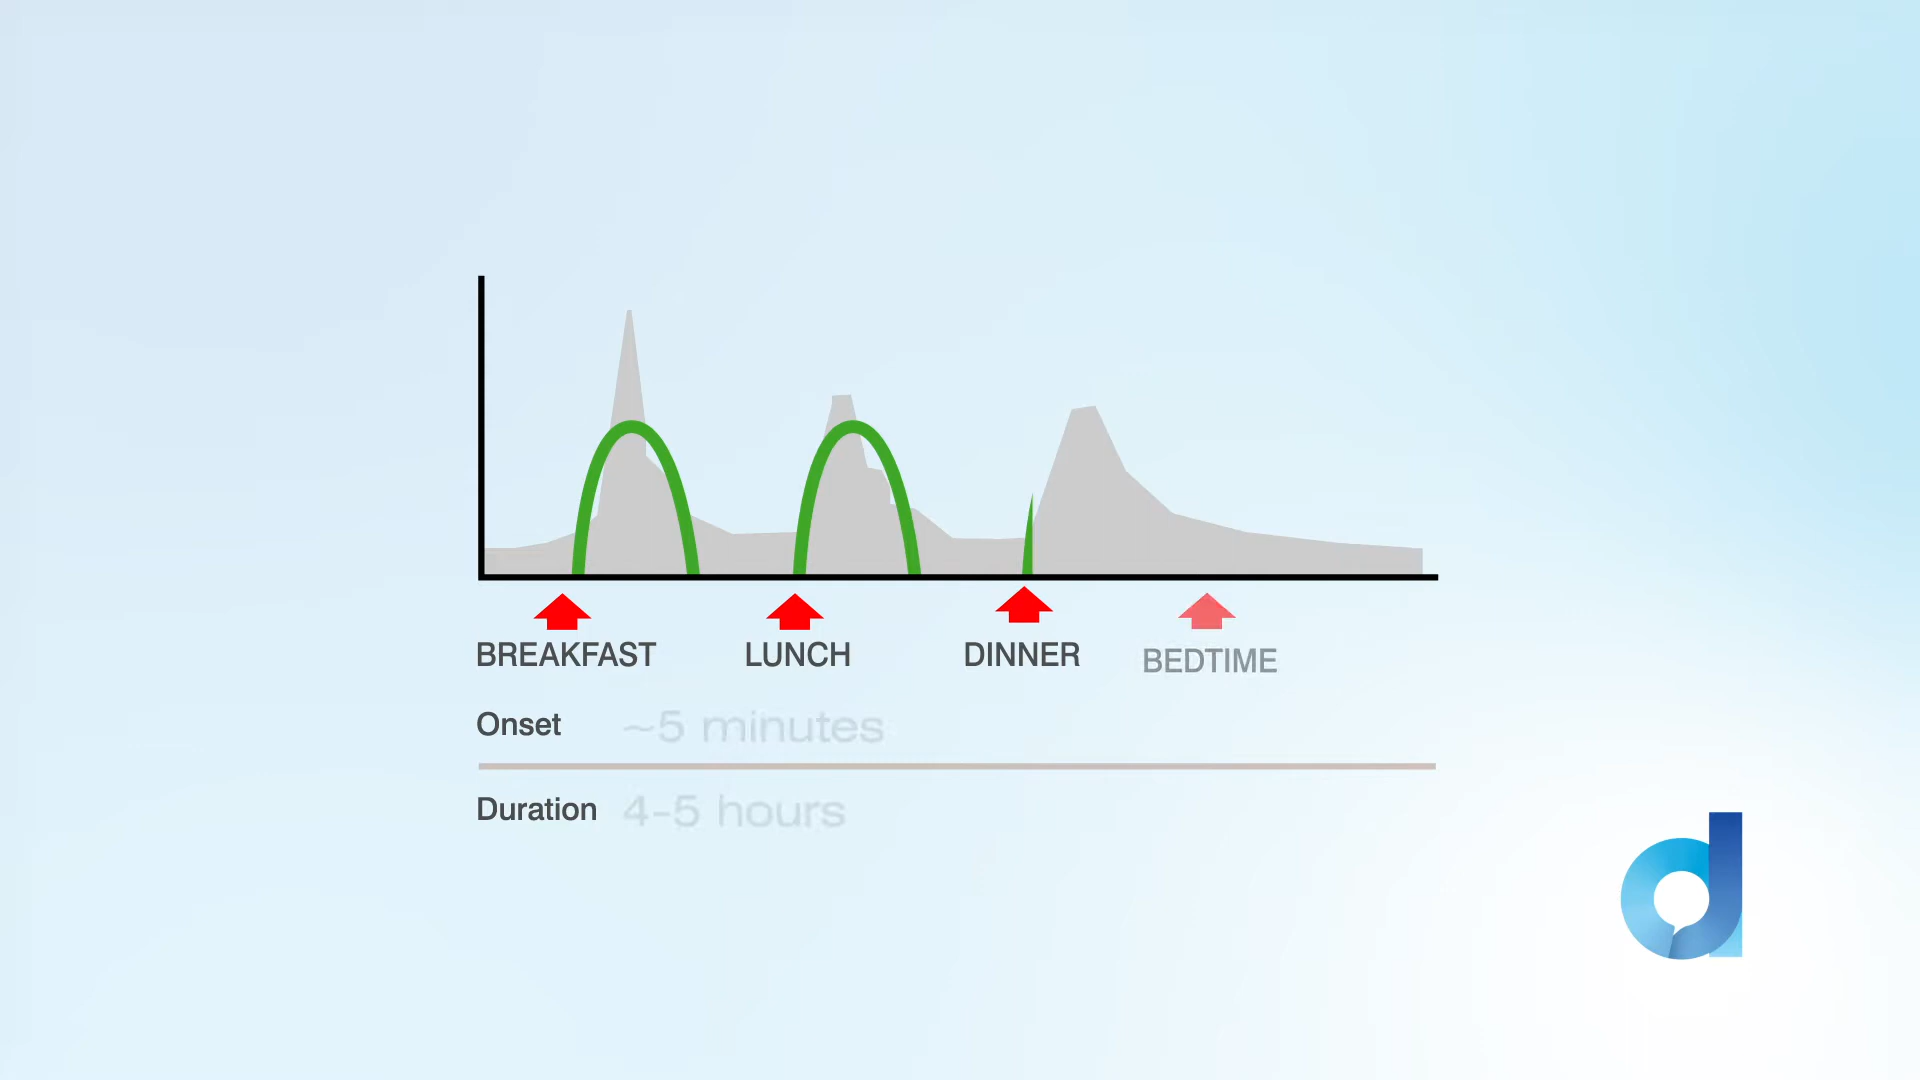 BREAKFAST LUNCH DINNER BEDTIME
Onset ~5 minutes
Duration 4-5 hours